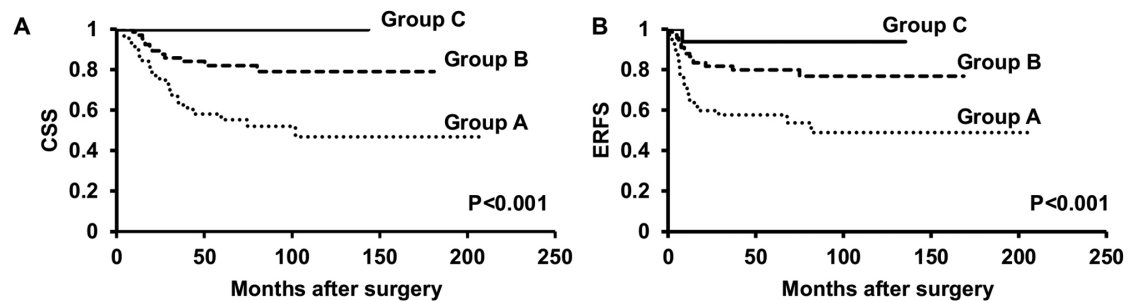 A
CSS
1
0.8
0.6
0.4
0.2
0
0 50 100 150 200 250
Months after surgery
Group C
Group B
Group A
P<0.001
B
ERFS
1
0.8
0.6
0.4
0.2
0
0 50 100 150 200 250
Months after surgery
Group C
Group B
Group A
P<0.001